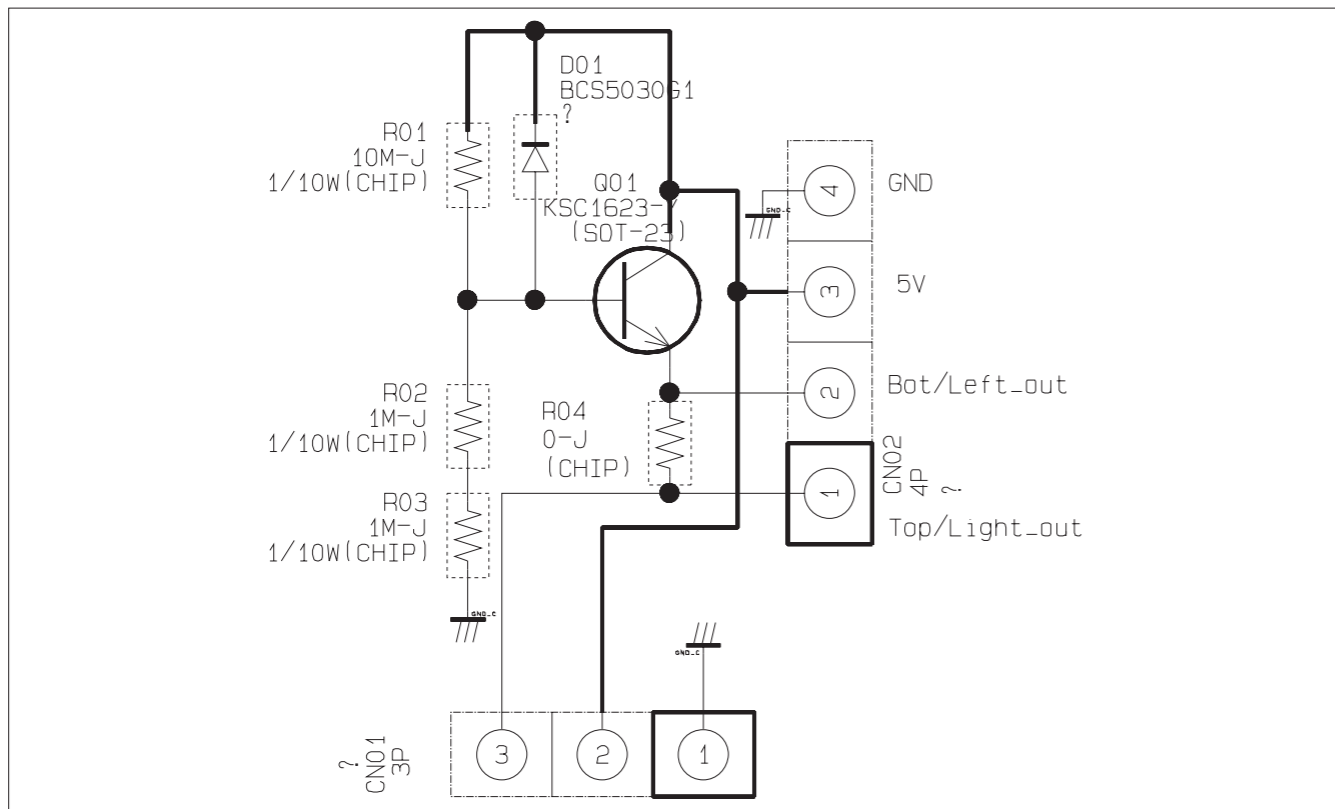 D01
BCS5030G1
?
R01
10M-J
1/10W(CHIP)
Q01
KSC1623-Y
(SOT-23)
4
GND
GND_C
3
5V
2
Bot/Left_out
R02
1M-J
1/10W(CHIP)
R04
0-J
(CHIP)
1
CN02
4P
?
Top/Light_out
R03
1M-J
1/10W(CHIP)
GND_C
GND_C
?
CN01
3P
3
2
1